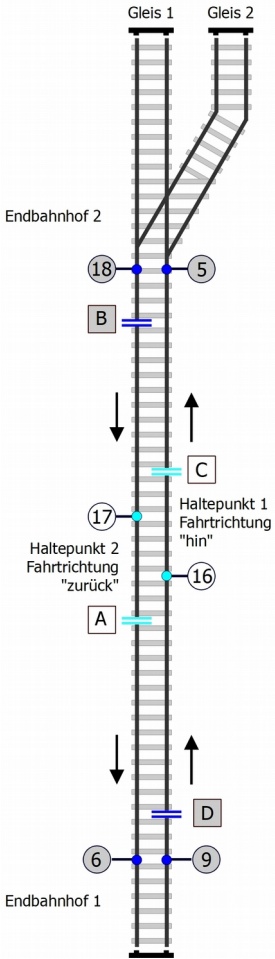 Gleis 1 Gleis 2
Endbahnhof 2
18 5
B
C
17
Haltepunkt 1
Fahrtrichtung
"hin"
Haltepunkt 2
Fahrtrichtung
"zurück"
16
A
D
6 9
Endbahnhof 1